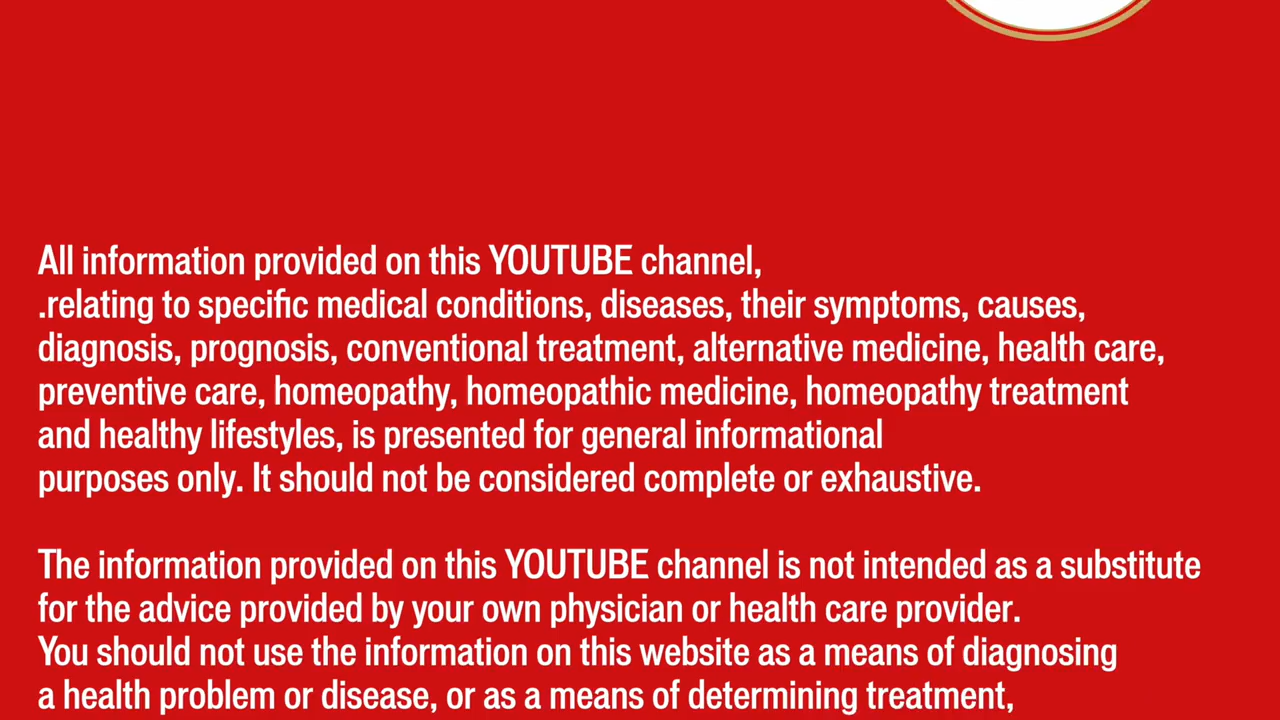 All information provided on this YOUTUBE channel,
.relating to specific medical conditions, diseases, their symptoms, causes,
diagnosis, prognosis, conventional treatment, alternative medicine, health care,
preventive care, homeopathy, homeopathic medicine, homeopathy treatment
and healthy lifestyles, is presented for general informational
purposes only. It should not be considered complete or exhaustive.
The information provided on this YOUTUBE channel is not intended as a substitute
for the advice provided by your own physician or health care provider.
You should not use the information on this website as a means of diagnosing
a health problem or disease, or as a means of determining treatment,